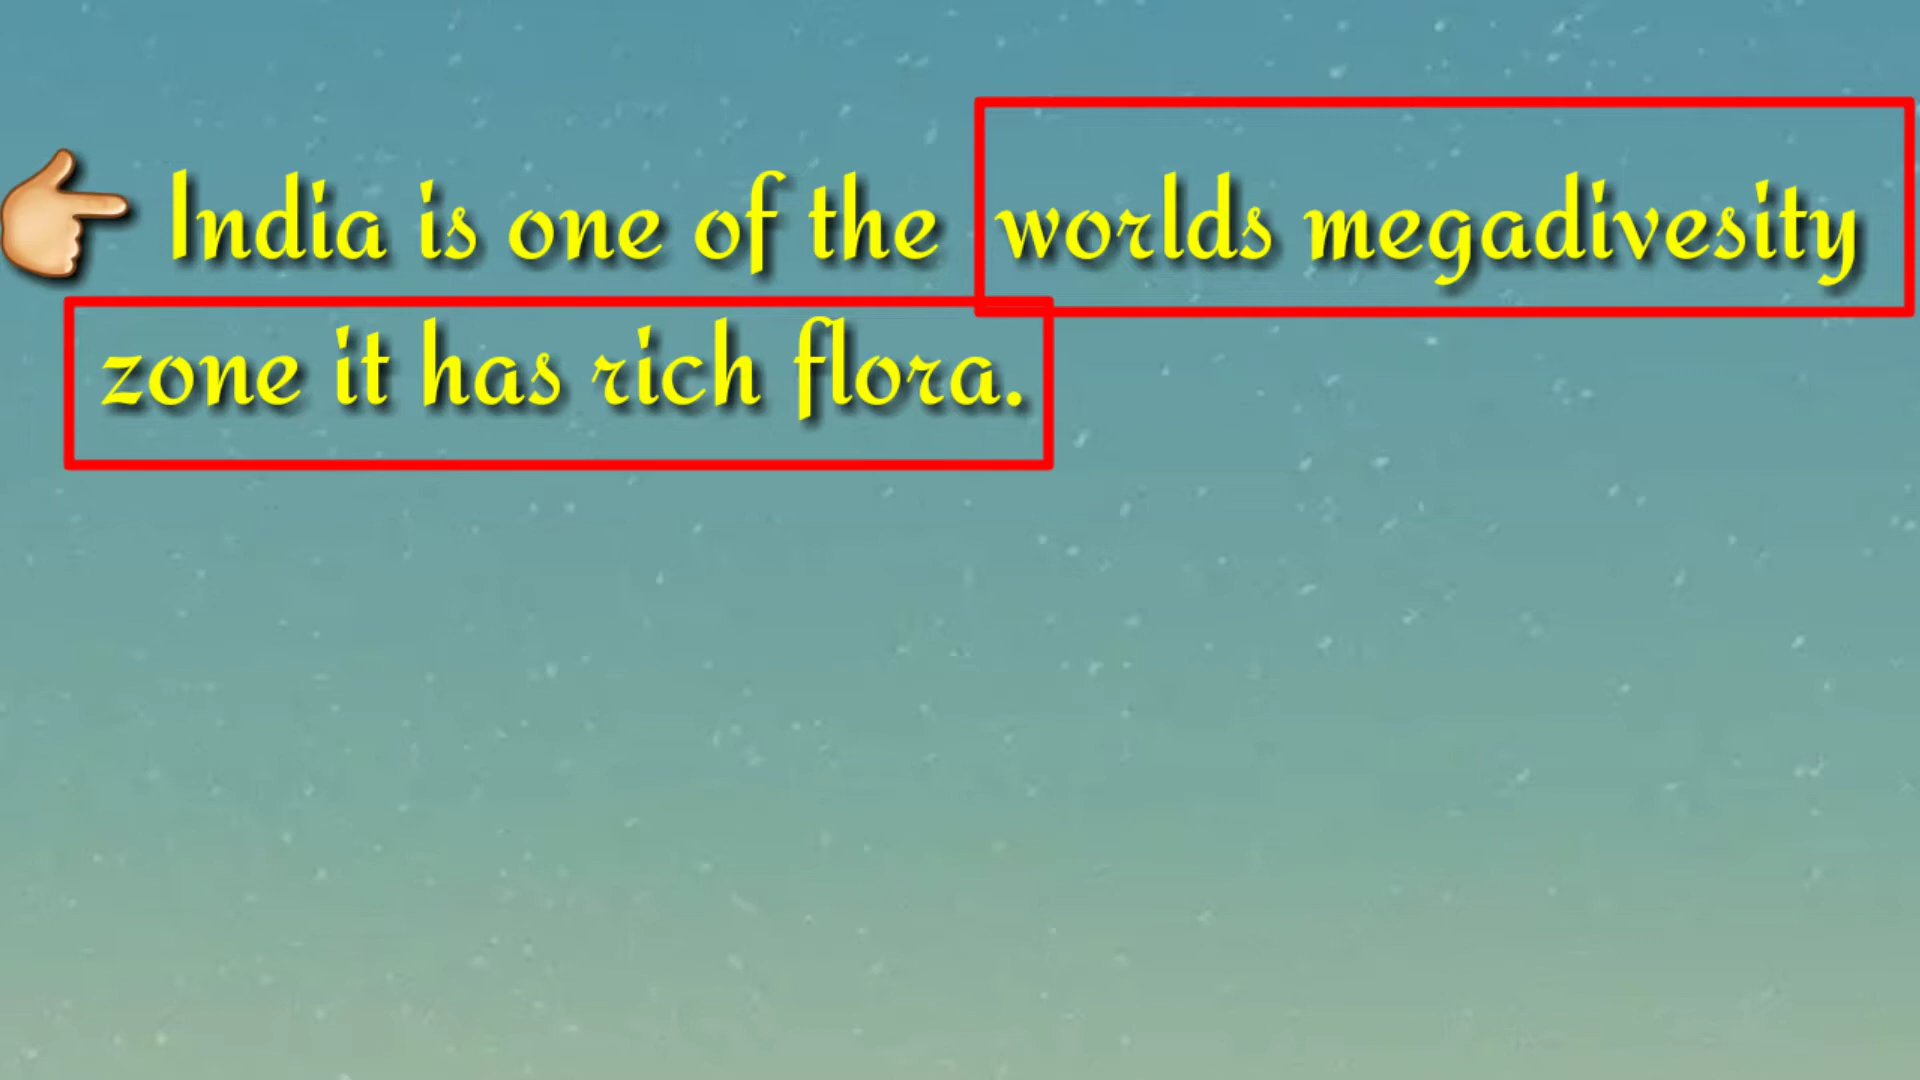 India is one of the worlds megadivesity
zone it has rich flora.